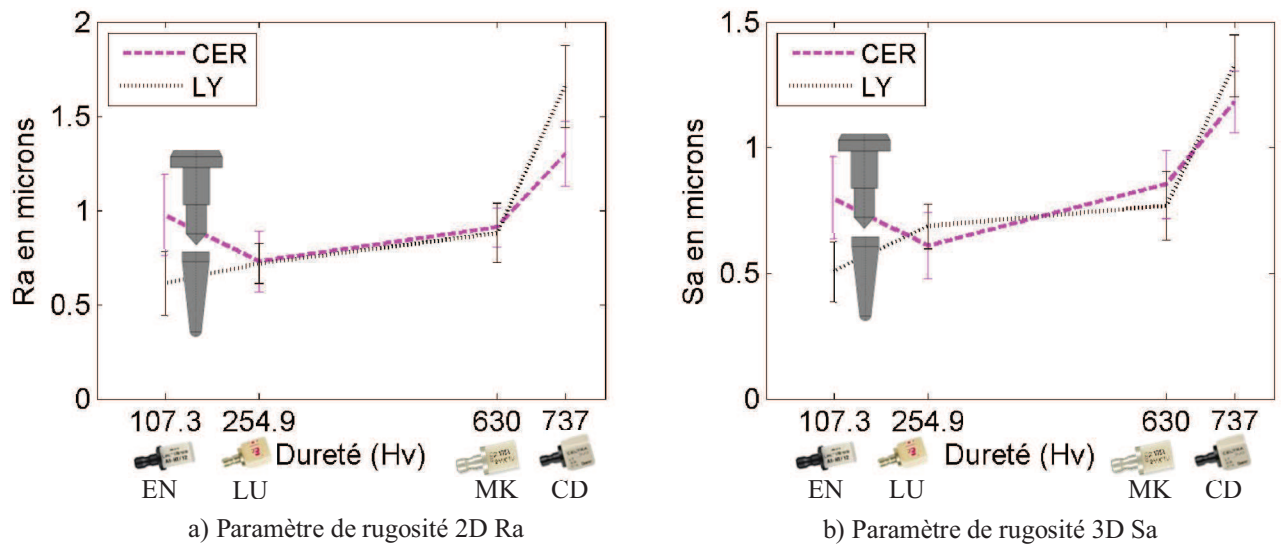 2
1.5
1
0.5
0
Ra en microns
CER
LY
107.3 254.9 630 737
Dureté (Hv)
EN LU MK CD
a) Paramètre de rugosité 2D Ra
1.5
1
0.5
0
Sa en microns
CER
LY
107.3 254.9 630 737
Dureté (Hv)
EN LU MK CD
b) Paramètre de rugosité 3D Sa